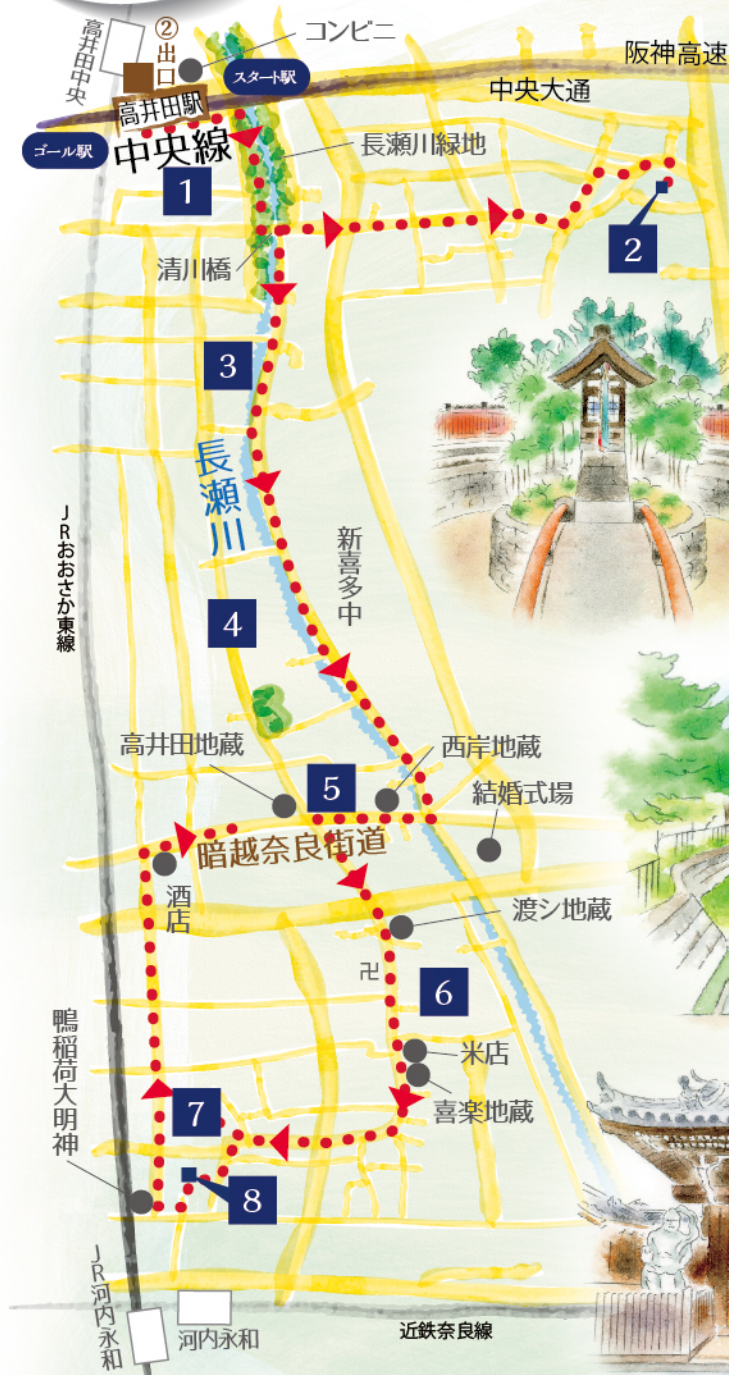 コンビニ
②出口
高井田中央
スタート駅
阪神高速
中央大通
高井田駅
ゴール駅
中央線
長瀬川緑地
1
清川橋
2
3
長瀬川
JRおおさか東線
新喜多中
4
高井田地蔵
西岸地蔵
5
結婚式場
暗越奈良街道
酒店
渡シ地蔵
卍
6
鴨稲荷大明神
米店
喜楽地蔵
7
8
JR河内永和
河内永和
近鉄奈良線